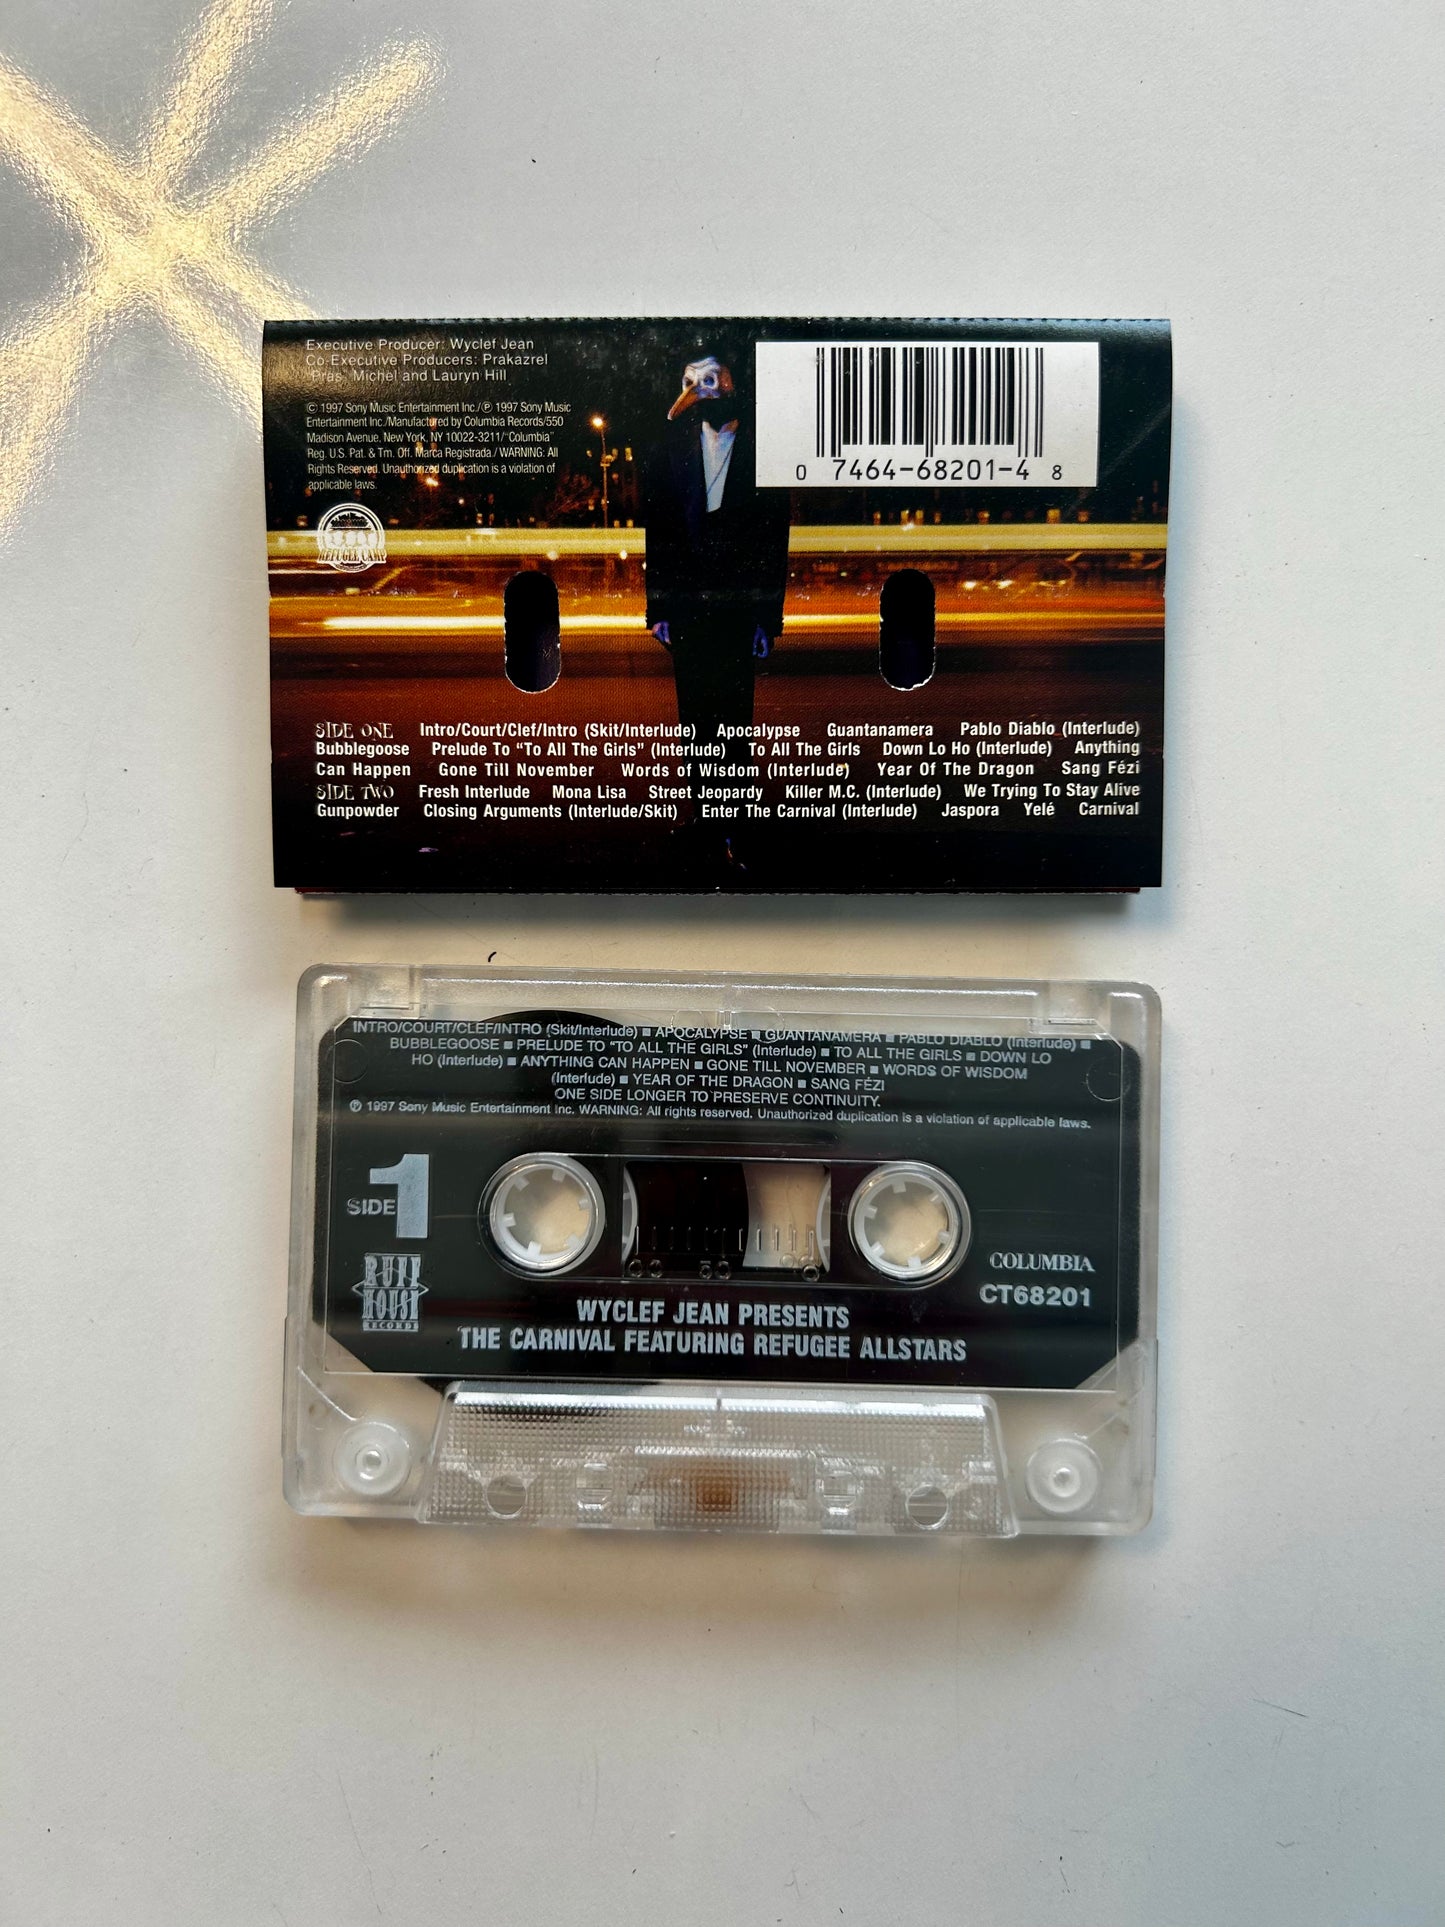 Executive Producer: Wyclef Jean
Co-Executive Producers: Prakazrel
"Pras" Michel and Lauryn Hill
© 1997 Sony Music Entertainment Inc./℗ 1997 Sony Music
Entertainment Inc./Manufactured by Columbia Records/550
Madison Avenue, New York, NY 10022-3211/"Columbia"
Reg. U.S. Pat. & Tm. Off. Marca Registrada./WARNING: All
Rights Reserved. Unauthorized duplication is a violation of
applicable laws.
REFUGEE CAMP
0 7464-68201-4 8
SIDE ONE Intro/Court/Clef/Intro (Skit/Interlude) Apocalypse Guantanamera Pablo Diablo (Interlude)
Bubblegoose Prelude To “To All The Girls” (Interlude) To All The Girls Down Lo Ho (Interlude) Anything
Can Happen Gone Till November Words of Wisdom (Interlude) Year Of The Dragon Sang Fézi
SIDE TWO Fresh Interlude Mona Lisa Street Jeopardy Killer M.C. (Interlude) We Trying To Stay Alive
Gunpowder Closing Arguments (Interlude/Skit) Enter The Carnival (Interlude) Jaspora Yelé Carnival
INTRO/COURT/CLEF/INTRO (Skit/Interlude) ■ APOCALYPSE ■ GUANTANAMERA ■ PABLO DIABLO (Interlude) ■
BUBBLEGOOSE ■ PRELUDE TO “TO ALL THE GIRLS” (Interlude) ■ TO ALL THE GIRLS ■ DOWN LO
HO (Interlude) ■ ANYTHING CAN HAPPEN ■ GONE TILL NOVEMBER ■ WORDS OF WISDOM
(Interlude) ■ YEAR OF THE DRAGON ■ SANG FÉZI
ONE SIDE LONGER TO PRESERVE CONTINUITY.
℗ 1997 Sony Music Entertainment Inc. WARNING: All rights reserved. Unauthorized duplication is a violation of applicable laws.
SIDE 1
RUFF
HOUSE
RECORDS
COLUMBIA
CT68201
WYCLEF JEAN PRESENTS
THE CARNIVAL FEATURING REFUGEE ALLSTARS